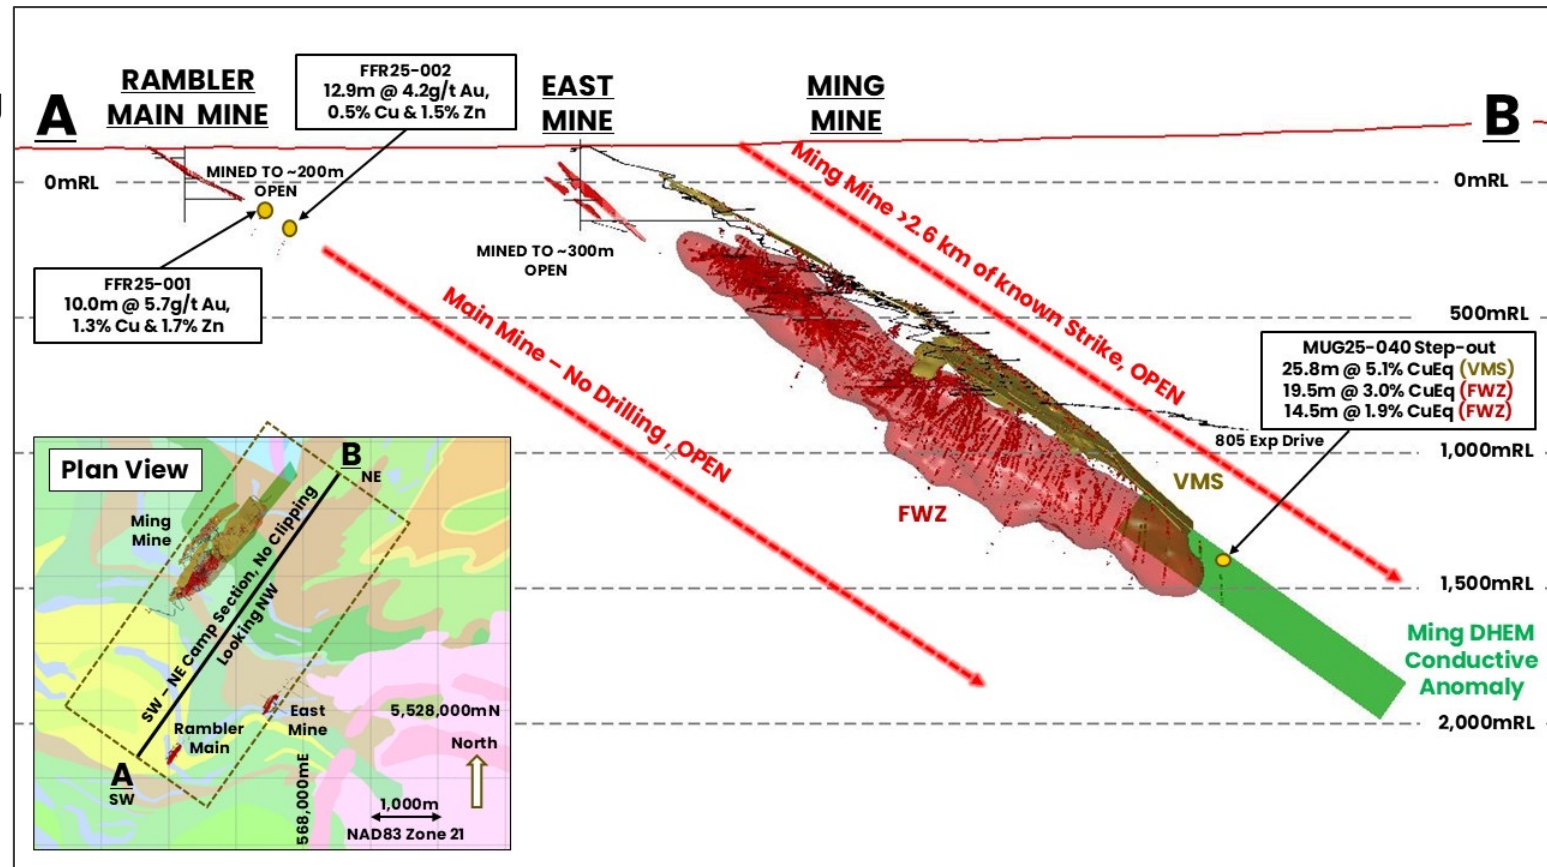 A
RAMBLER
MAIN MINE
FFR25-002
12.9m @ 4.2g/t Au,
0.5% Cu & 1.5% Zn
EAST
MINE
MING
MINE
B
0mRL
MINED TO ~200m
OPEN
0mRL
FFR25-001
10.0m @ 5.7g/t Au,
1.3% Cu & 1.7% Zn
MINED TO ~300m
OPEN
Ming Mine >2.6 km of known Strike, OPEN
Main Mine – No Drilling, OPEN
500mRL
MUG25-040 Step-out
25.8m @ 5.1% CuEq (VMS)
19.5m @ 3.0% CuEq (FWZ)
14.5m @ 1.9% CuEq (FWZ)
805 Exp Drive
1,000mRL
VMS
FWZ
1,500mRL
Ming DHEM
Conductive
Anomaly
2,000mRL
Plan View
B
NE
Ming
Mine
SW – NE Camp Section, No Clipping
Looking NW
East
Mine
5,528,000mN
Rambler
Main
North
A
SW
568,000mE
1,000m
NAD83 Zone 21